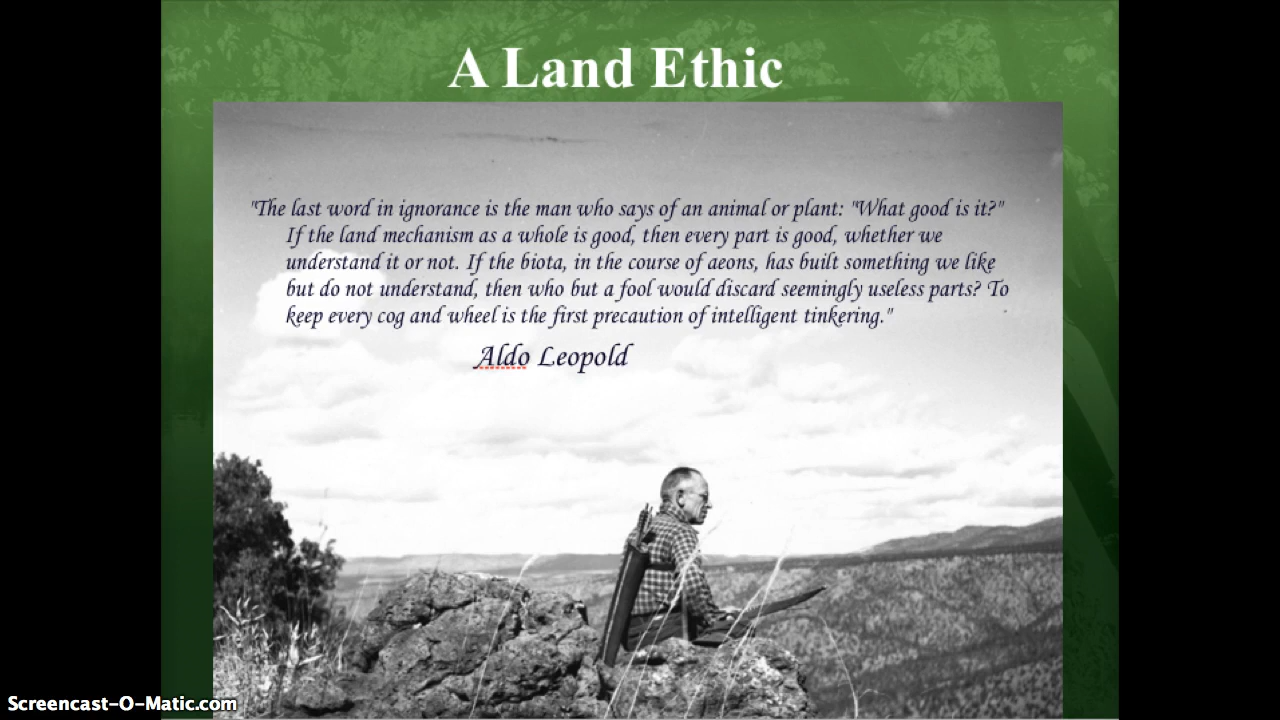 A Land Ethic
"The last word in ignorance is the man who says of an animal or plant: "What good is it?"
If the land mechanism as a whole is good, then every part is good, whether we
understand it or not. If the biota, in the course of aeons, has built something we like
but do not understand, then who but a fool would discard seemingly useless parts? To
keep every cog and wheel is the first precaution of intelligent tinkering."
Aldo Leopold
Screencast-O-Matic.com